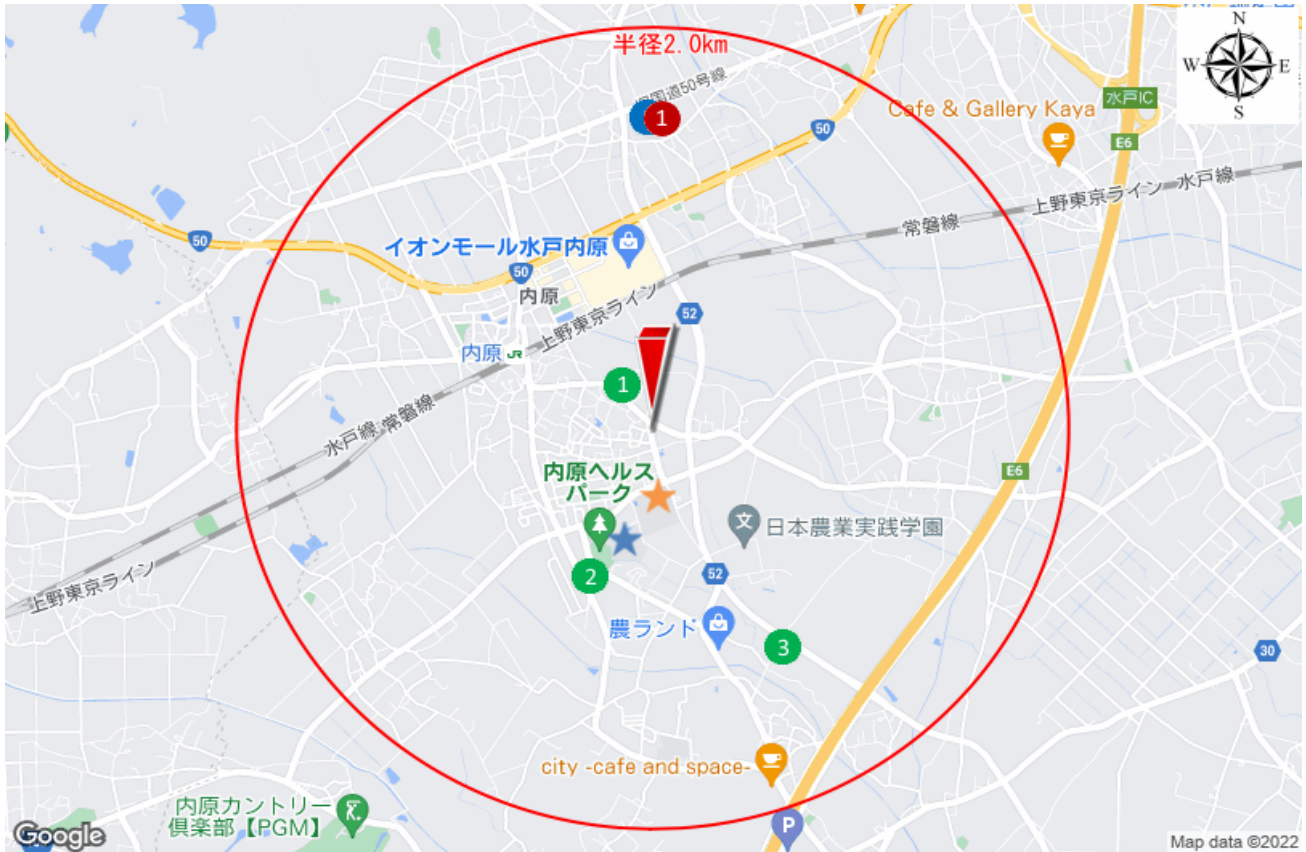 半径2.0km
N
W
E
S
旧国道50号線
1
水戸IC
Cafe & Gallery Kaya
50
E6
上野東京ライン 水戸線
常磐線
50
イオンモール水戸内原
50
内原
上野東京ライン
52
内原
JR
1
水戸線
常磐線
内原ヘルス
パーク
E6
日本農業実践学園
文
2
52
上野東京ライン
農ランド
3
30
city -cafe and space-
内原カントリー
倶楽部【PGM】
P
Google
Map data ©2022